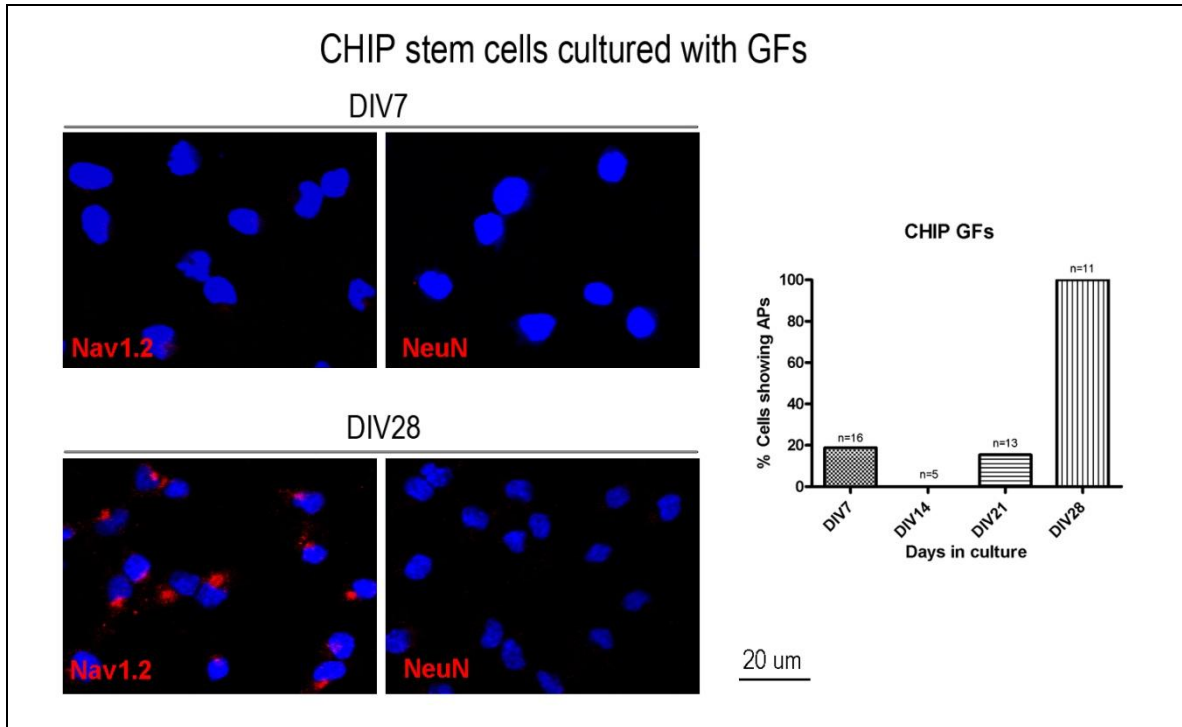 CHIP stem cells cultured with GFs
DIV7
Nav1.2
NeuN
DIV28
Nav1.2
NeuN
CHIP GFs
% Cells showing APs
100
80
60
40
20
0
n=16
n=5
n=13
n=11
DIV7
DIV14
DIV21
DIV28
Days in culture
20 um